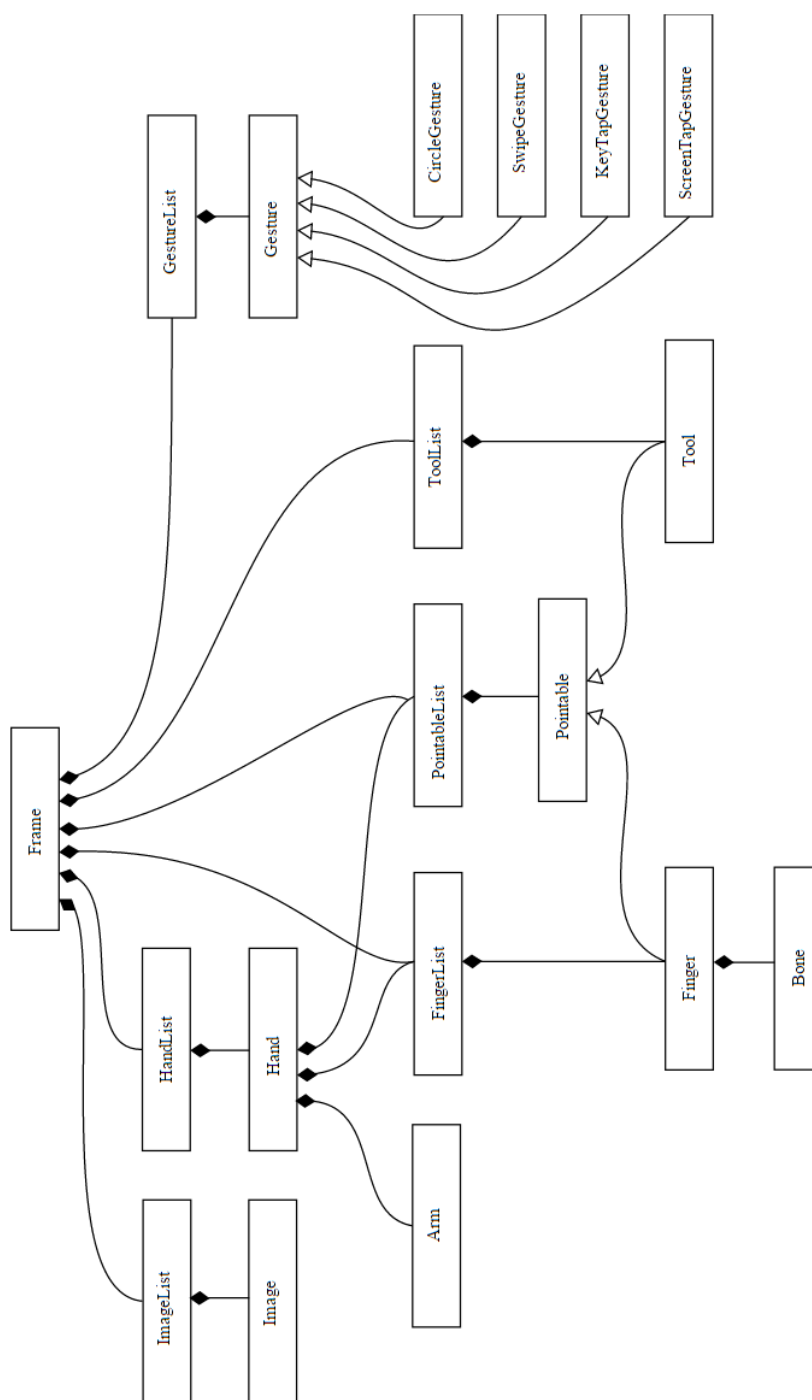 Frame
ImageList
HandList
GestureList
Image
Hand
Gesture
Arm
FingerList
PointableList
ToolList
CircleGesture
SwipeGesture
KeyTapGesture
ScreenTapGesture
Pointable
Finger
Tool
Bone